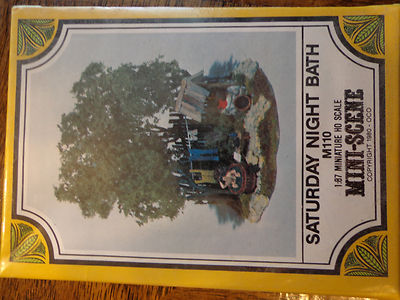 SATURDAY NIGHT BATH
M110
1:87 MINIATURE HO SCALE
MINI-SCENE
COPYRIGHT 1980 - OCO